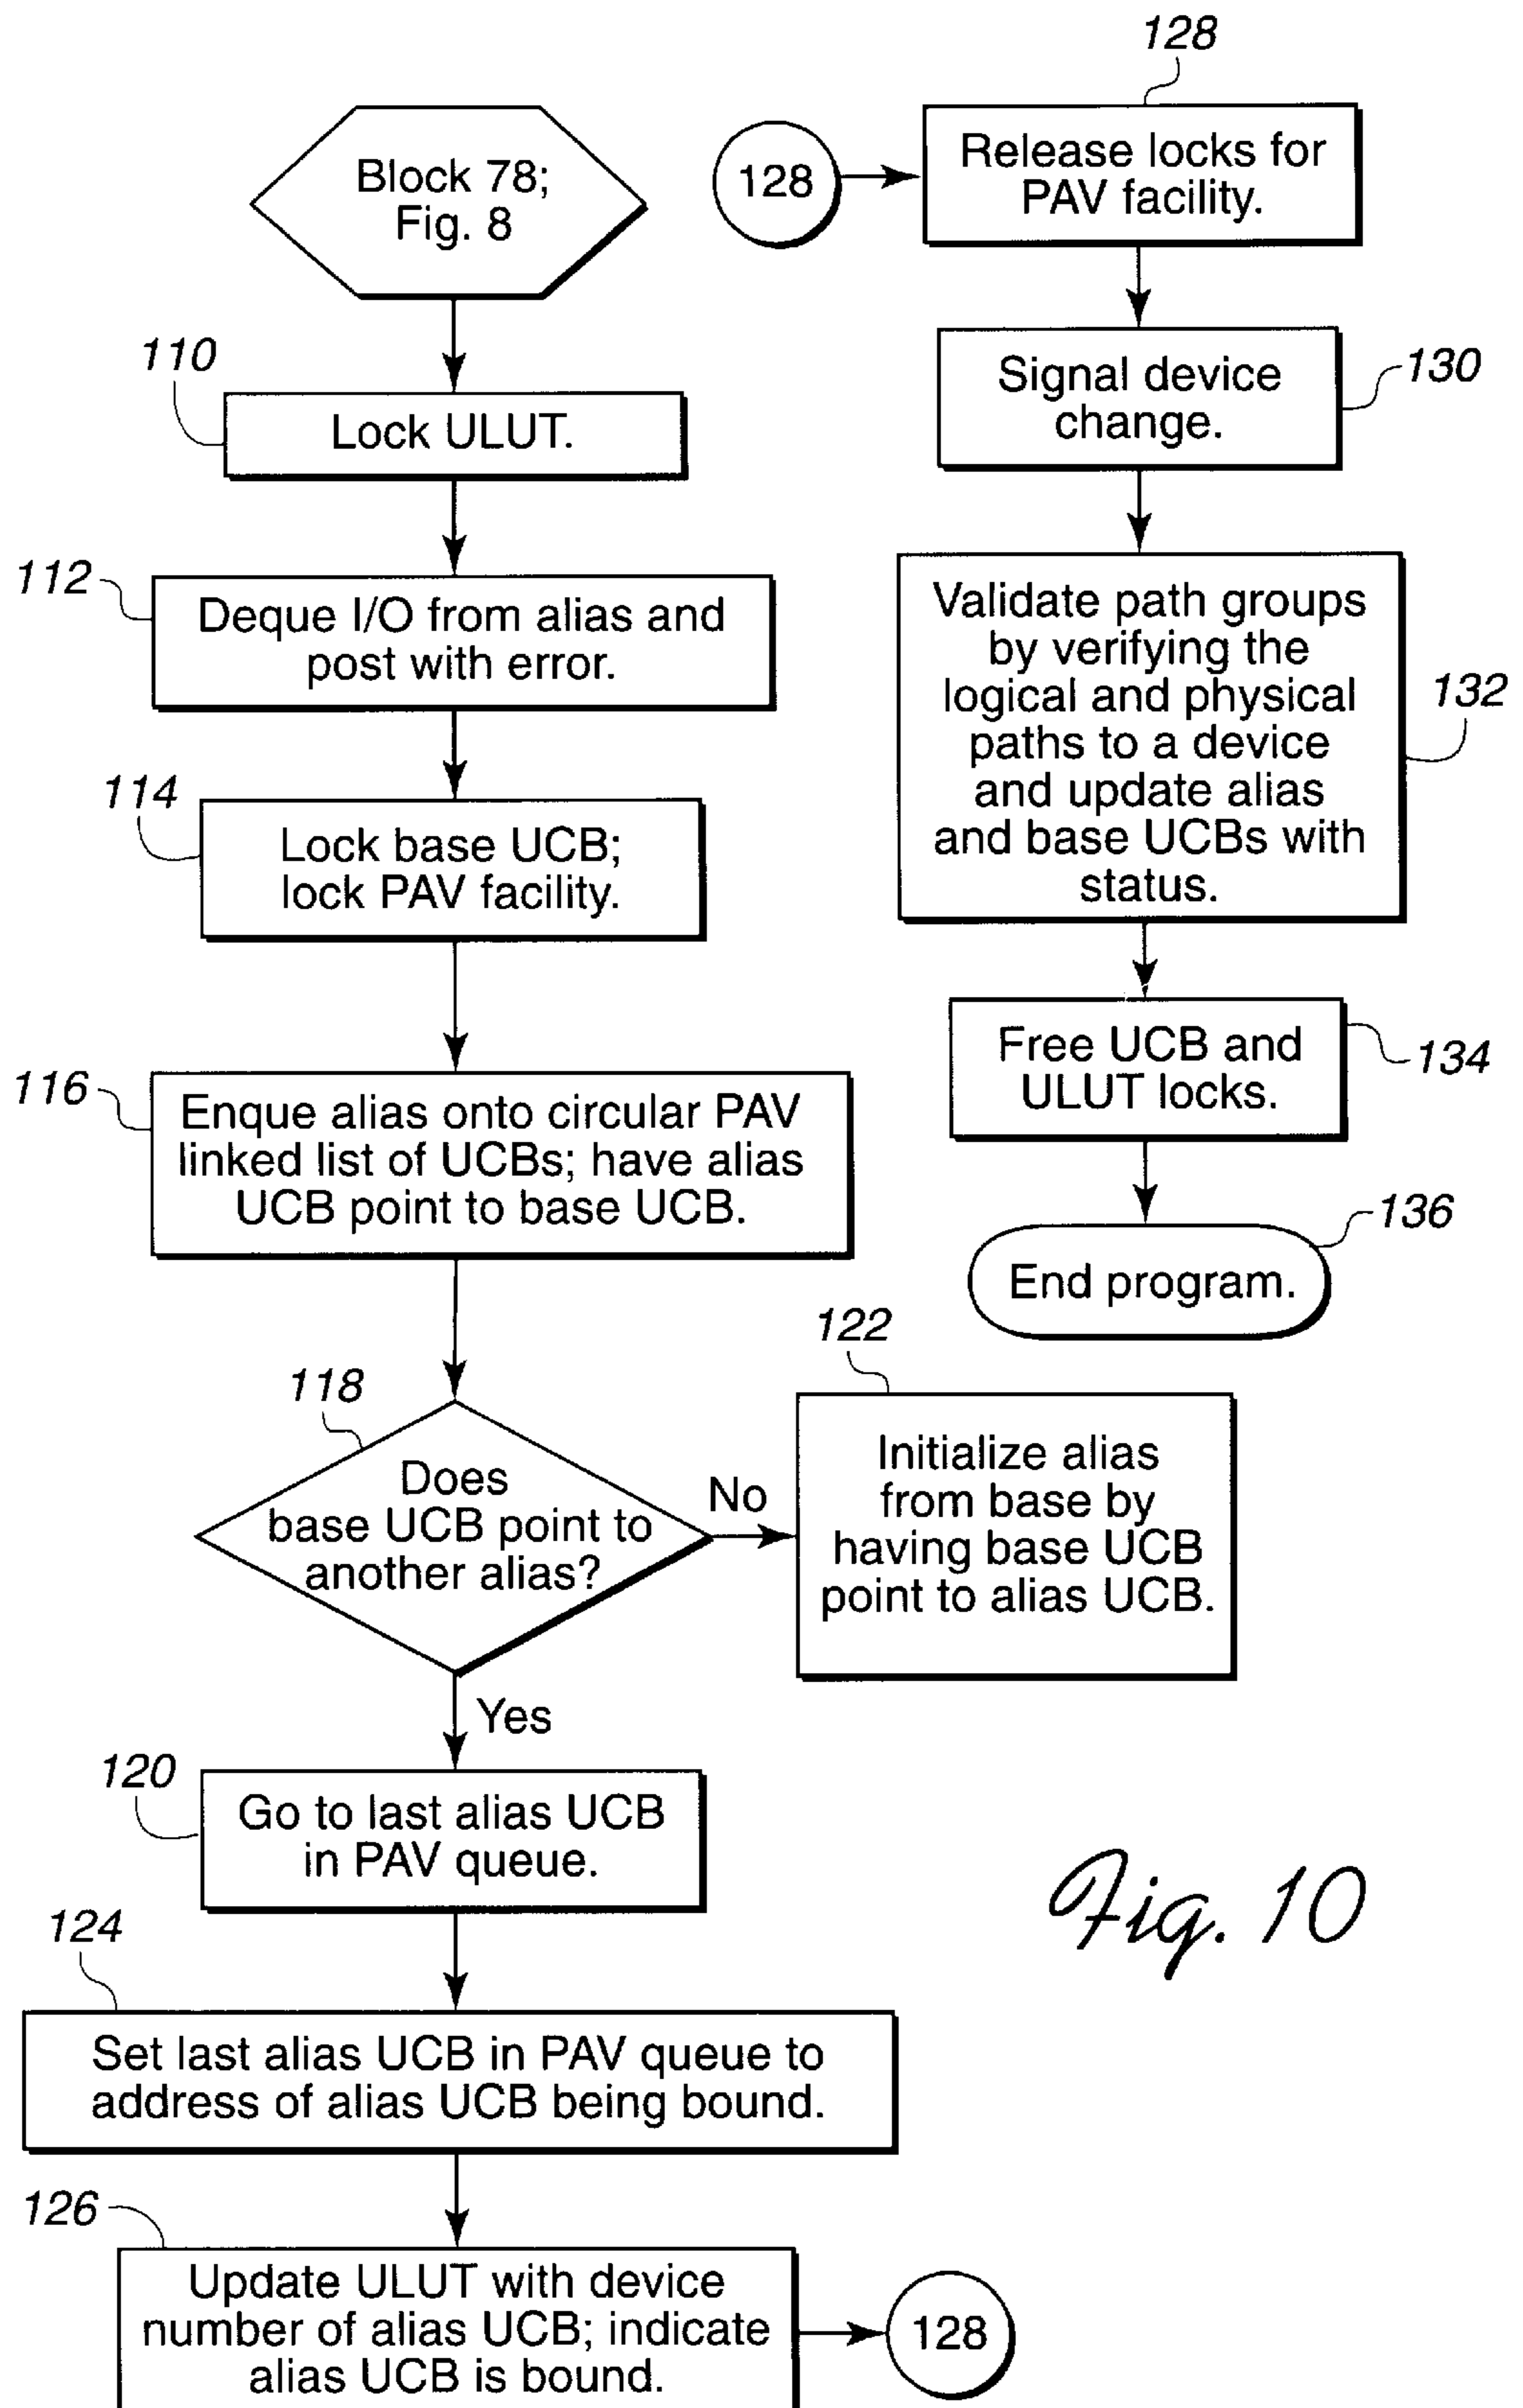 Block 78;
Fig. 8
110
Lock ULUT.
112
Deque I/O from alias and
post with error.
114
Lock base UCB;
lock PAV facility.
116
Enque alias onto circular PAV
linked list of UCBs; have alias
UCB point to base UCB.
118
Does
base UCB point to
another alias?
No
122
Initialize alias
from base by
having base UCB
point to alias UCB.
Yes
120
Go to last alias UCB
in PAV queue.
124
Set last alias UCB in PAV queue to
address of alias UCB being bound.
126
Update ULUT with device
number of alias UCB; indicate
alias UCB is bound.
128
128
128
Release locks for
PAV facility.
130
Signal device
change.
132
Validate path groups
by verifying the
logical and physical
paths to a device
and update alias
and base UCBs with
status.
134
Free UCB and
ULUT locks.
136
End program.
Fig. 10